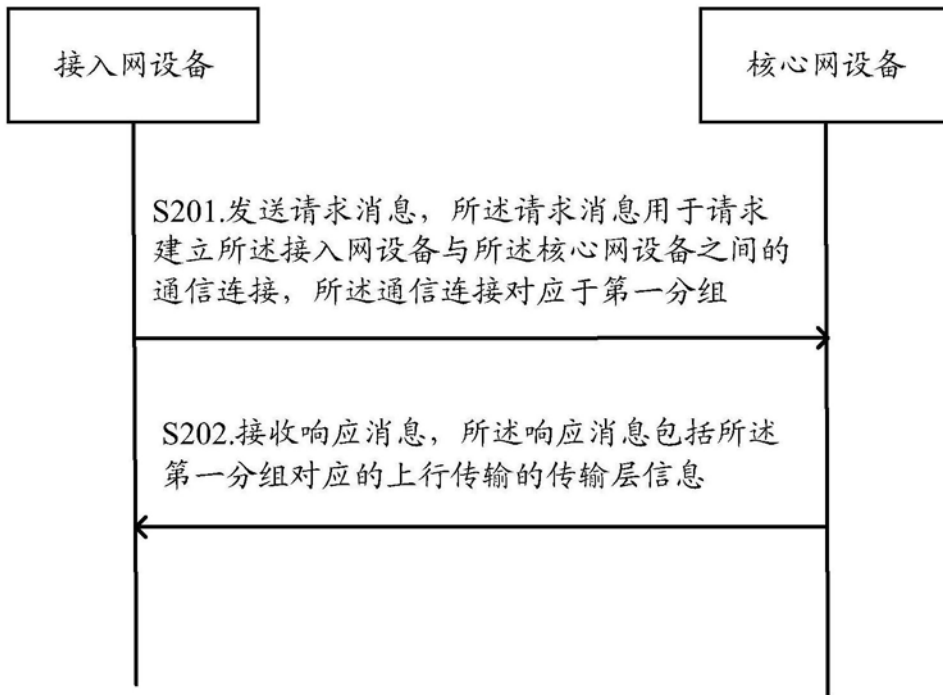 接入网设备
核心网设备
S201.发送请求消息，所述请求消息用于请求
建立所述接入网设备与所述核心网设备之间的
通信连接，所述通信连接对应于第一分组
S202.接收响应消息，所述响应消息包括所述
第一分组对应的上行传输的传输层信息